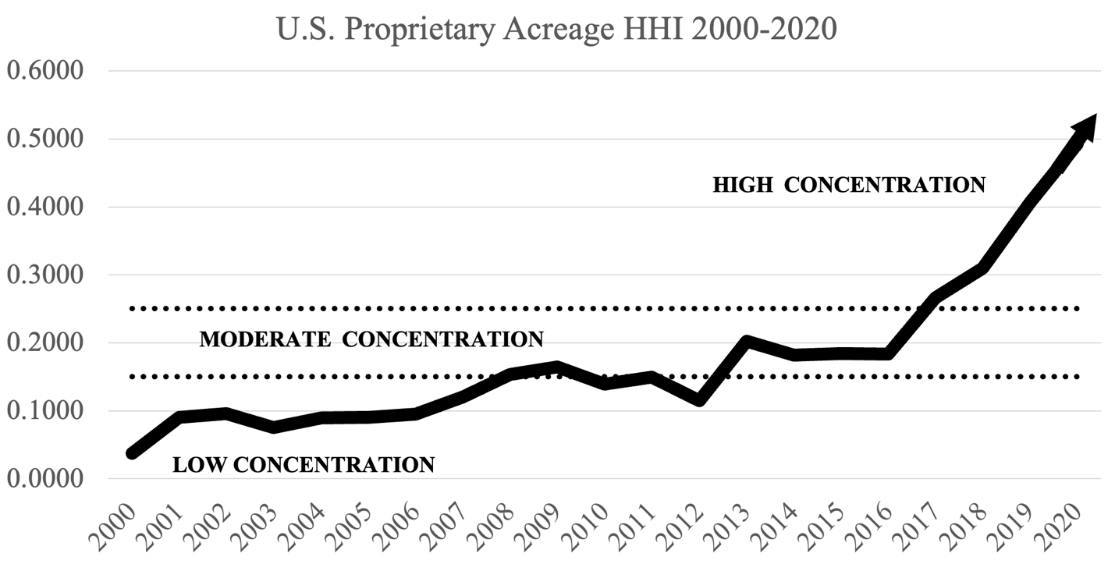 U.S. Proprietary Acreage HHI 2000-2020
0.6000
0.5000
HIGH CONCENTRATION
0.4000
0.3000
MODERATE CONCENTRATION
0.2000
0.1000
LOW CONCENTRATION
0.0000
2000 2001 2002 2003 2004 2005 2006 2007 2008 2009 2010 2011 2012 2013 2014 2015 2016 2017 2018 2019 2020